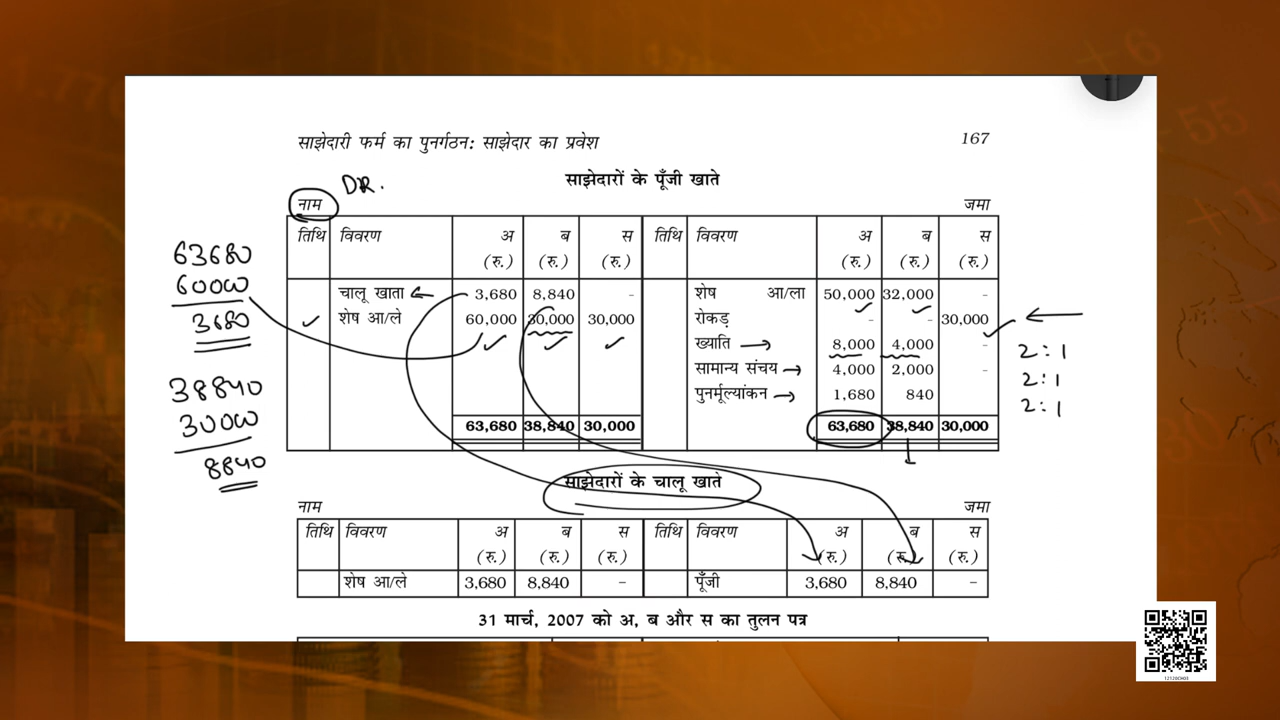 साझेदारी फर्म का पुनर्गठन: साझेदार का प्रवेश 167
DR.
साझेदारों के पूँजी खाते
नाम जमा
तिथि विवरण अ ब स तिथि विवरण अ ब स
(रु.) (रु.) (रु.) (रु.) (रु.) (रु.)
चालू खाता 3,680 8,840 - शेष आ/ला 50,000 32,000 -
शेष आ/ले 60,000 30,000 30,000 रोकड़ - - 30,000
ख्याति 8,000 4,000 -
सामान्य संचय 4,000 2,000 -
पुनर्मूल्यांकन 1,680 840
63,680 38,840 30,000 63,680 38,840 30,000
63680
60000
3680
38840
30000
8840
2:1
2:1
2:1
साझेदारों के चालू खाते
नाम जमा
तिथि विवरण अ ब स तिथि विवरण अ ब स
(रु.) (रु.) (रु.) (रु.) (रु.) (रु.)
शेष आ/ले 3,680 8,840 – पूँजी 3,680 8,840 –
31 मार्च, 2007 को अ, ब और स का तुलन पत्र
12126CH03